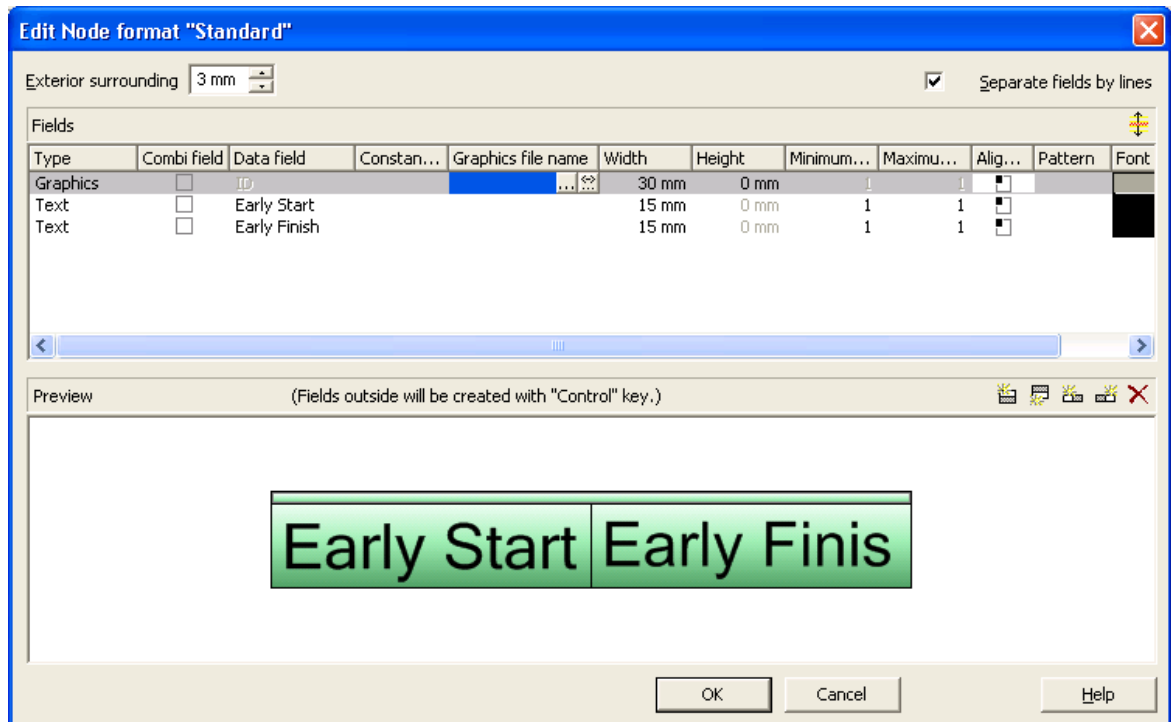 Edit Node format "Standard"
Exterior surrounding 3 mm Separate fields by lines
Fields
Type Combi field Data field Constan... Graphics file name Width Height Minimum... Maximu... Alig... Pattern Font
Graphics ID ... 30 mm 0 mm 1 1
Text Early Start 15 mm 0 mm 1 1
Text Early Finish 15 mm 0 mm 1 1
Preview (Fields outside will be created with "Control" key.)
Early Start Early Finis
OK Cancel Help